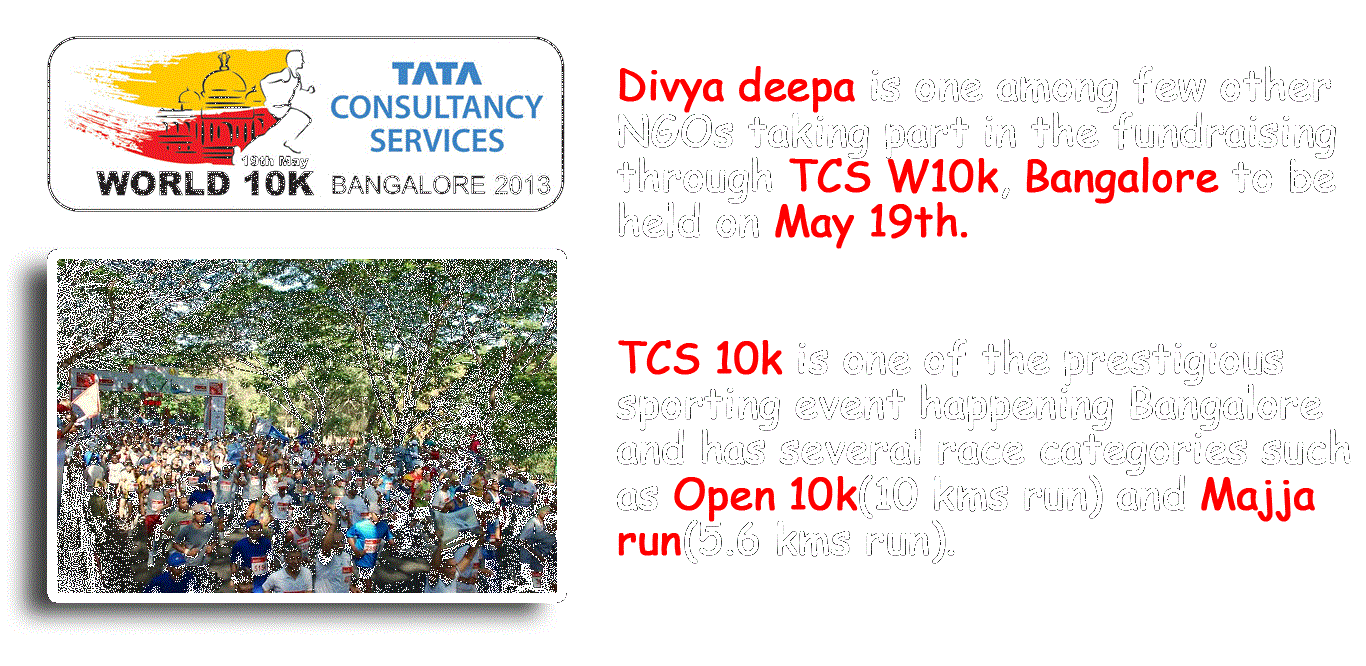 TATA
CONSULTANCY
SERVICES
19th May
WORLD 10K BANGALORE 2013
Divya deepa is one among few other
NGOs taking part in the fundraising
through TCS W10k, Bangalore to be
held on May 19th.
TCS 10k is one of the prestigious
sporting event happening Bangalore
and has several race categories such
as Open 10k(10 kms run) and Majja
run(5.6 kms run).